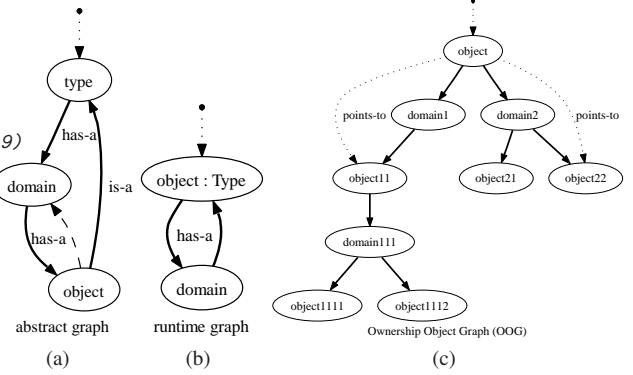 9)
type
has-a
domain
has-a
is-a
object
abstract graph
(a)
object : Type
has-a
domain
runtime graph
(b)
object
points-to
domain1
domain2
points-to
object11
object21
object22
domain111
object1111
object1112
Ownership Object Graph (OOG)
(c)